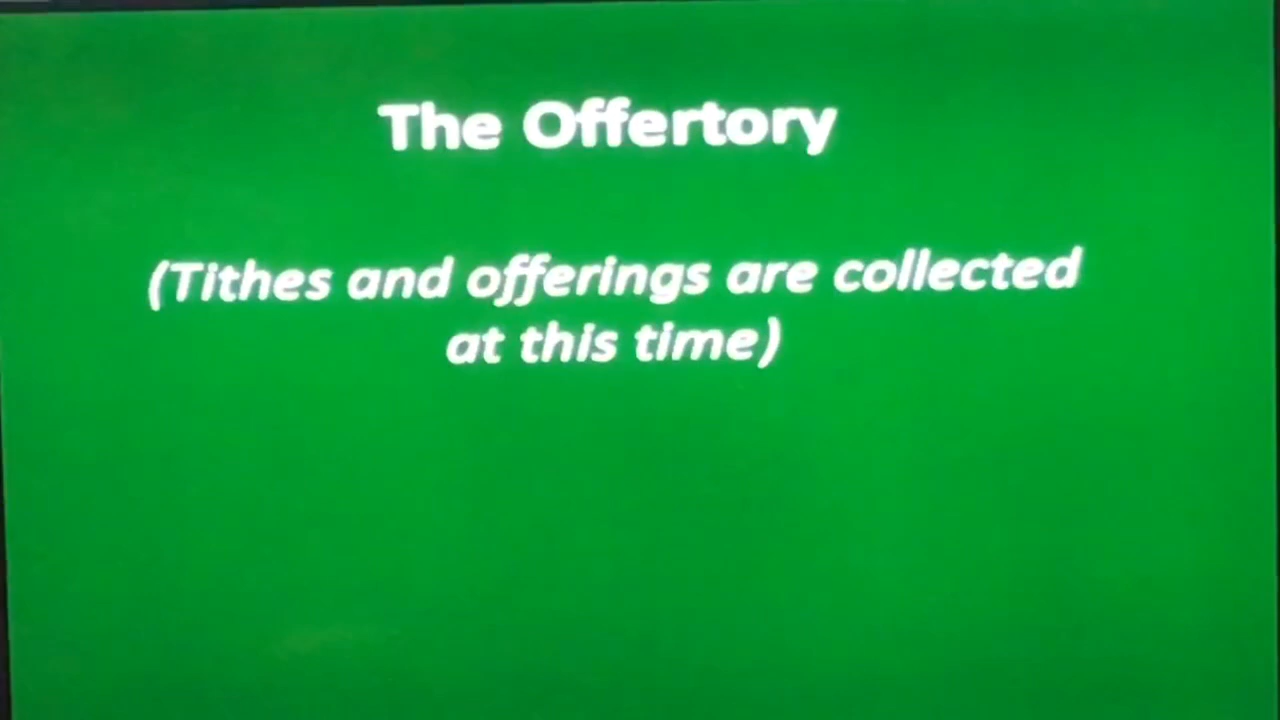 The Offertory
(Tithes and offerings are collected
at this time)